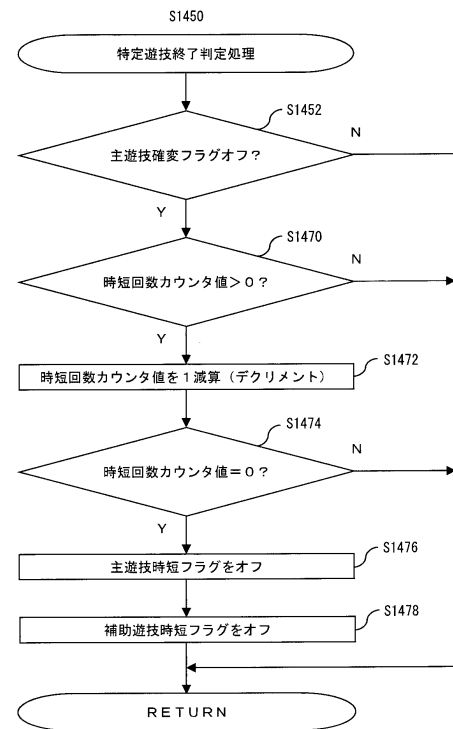 S1450
特定遊技終了判定処理
S1452
主遊技確変フラグオフ？
N
Y
S1470
時短回数カウンタ値＞０？
N
Y
S1472
時短回数カウンタ値を１減算（デクリメント）
S1474
時短回数カウンタ値＝０？
N
Y
S1476
主遊技時短フラグをオフ
S1478
補助遊技時短フラグをオフ
ＲＥＴＵＲＮ